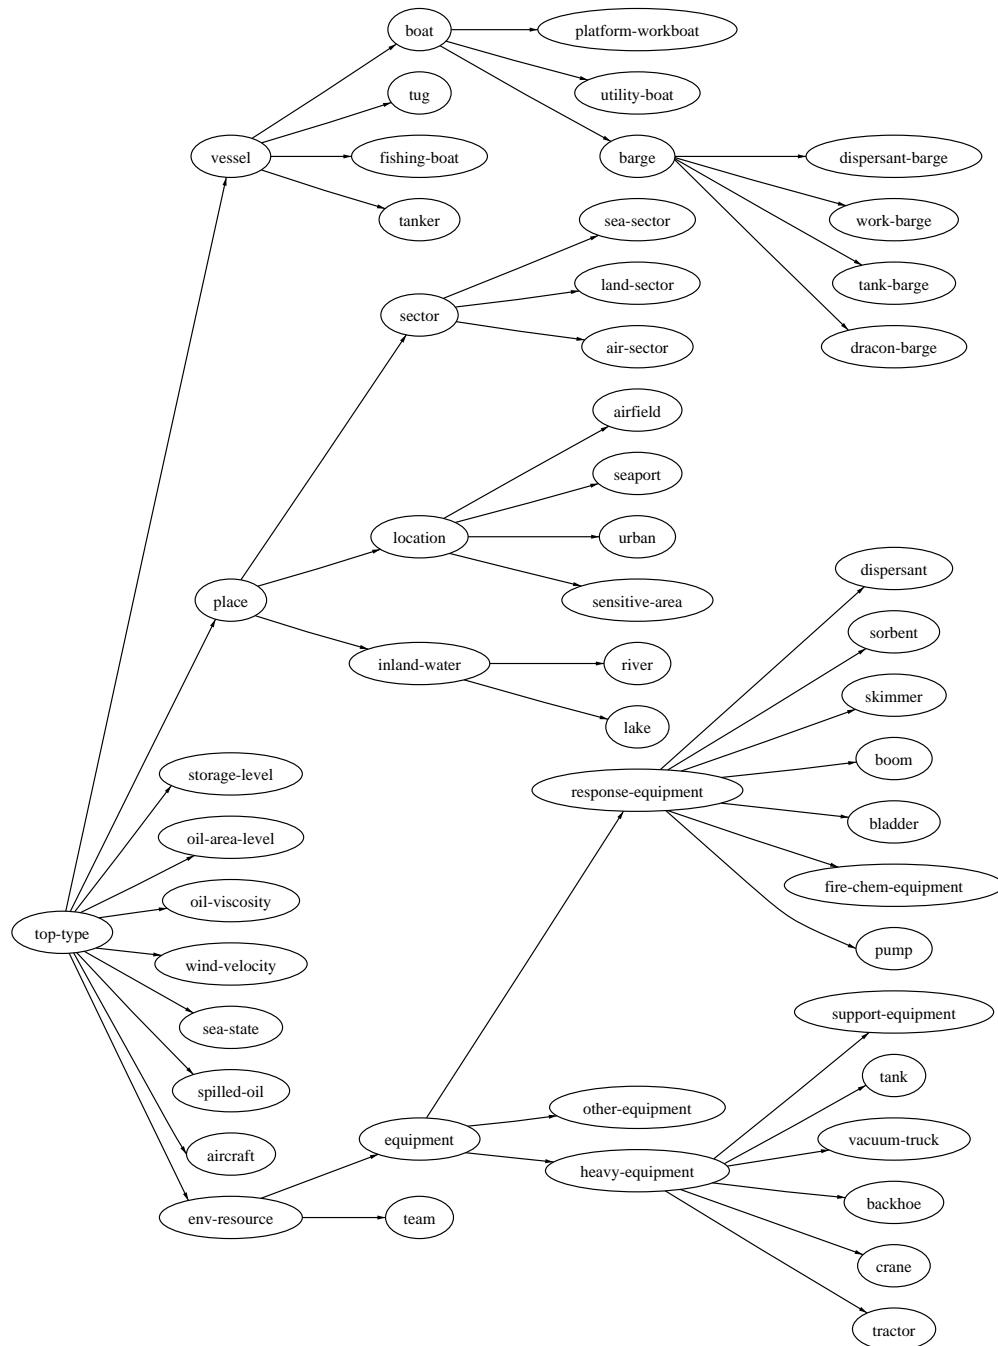 boat
platform-workboat
tug
utility-boat
vessel
fishing-boat
barge
dispersant-barge
tanker
sea-sector
work-barge
sector
land-sector
tank-barge
air-sector
dracon-barge
airfield
seaport
location
urban
dispersant
place
sensitive-area
sorbent
inland-water
river
skimmer
lake
storage-level
boom
response-equipment
oil-area-level
bladder
oil-viscosity
fire-chem-equipment
top-type
wind-velocity
pump
sea-state
support-equipment
spilled-oil
tank
other-equipment
aircraft
equipment
vacuum-truck
heavy-equipment
env-resource
team
backhoe
crane
tractor